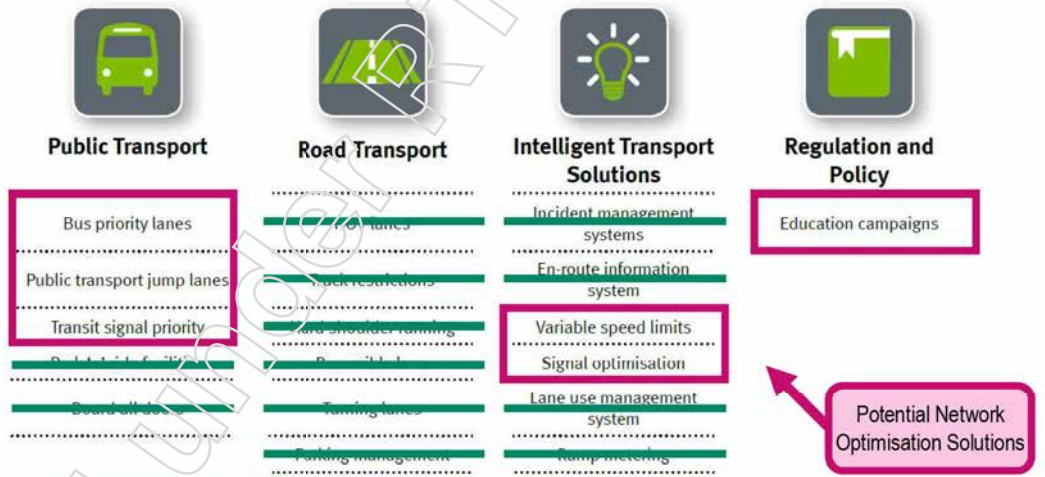 Public Transport
Bus priority lanes
Public transport jump lanes
Transit signal priority
Board all doors
Road Transport
lanes
Truck restrictions
Hard shoulder running
Turning lanes
Parking management
Intelligent Transport
Solutions
Incident management
systems
En-route information
system
Variable speed limits
Signal optimisation
Lane use management
system
Ramp metering
Regulation and
Policy
Education campaigns
Potential Network
Optimisation Solutions
under